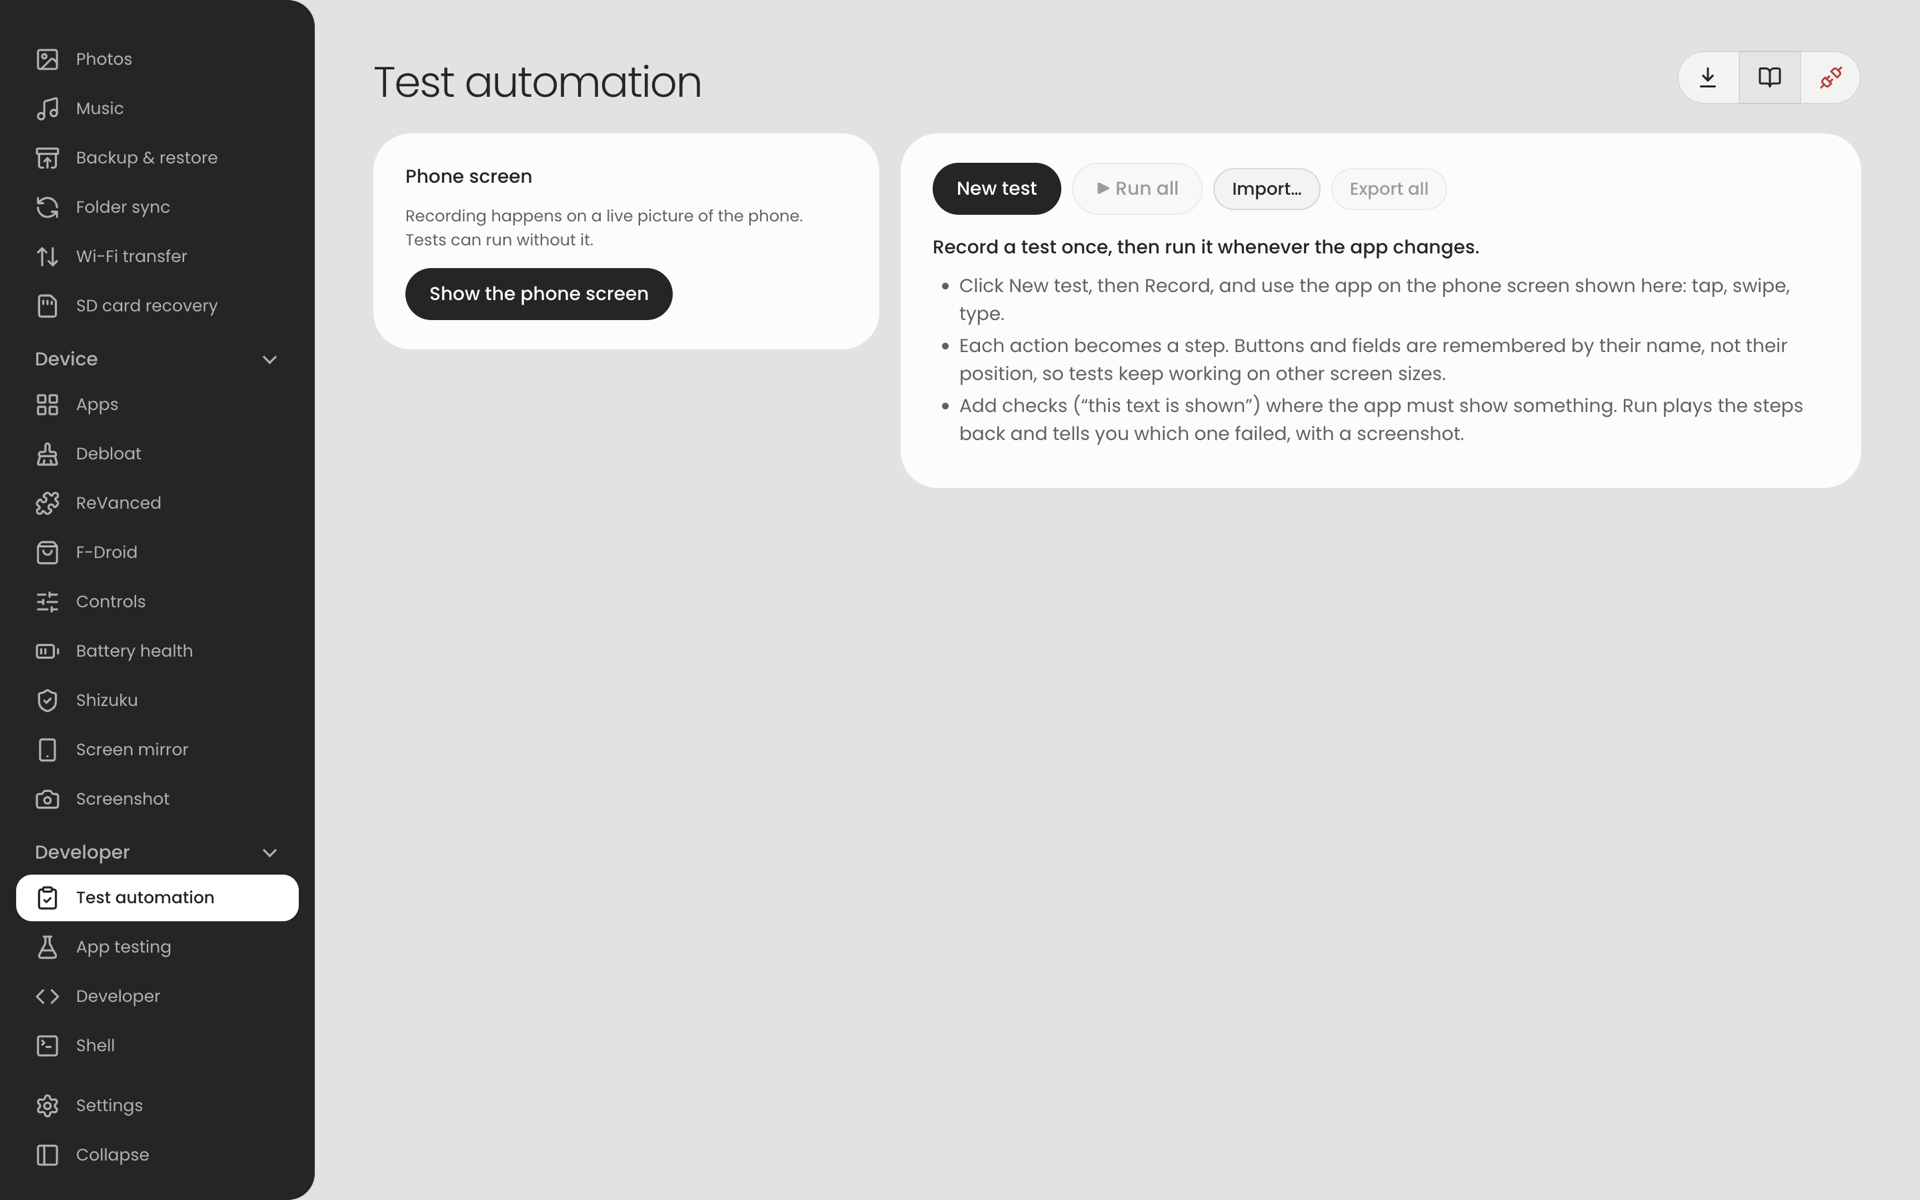 Photos
Music
Backup & restore
Folder sync
Wi-Fi transfer
SD card recovery
Device
Apps
Debloat
ReVanced
F-Droid
Controls
Battery health
Shizuku
Screen mirror
Screenshot
Developer
Test automation
App testing
Developer
Shell
Settings
Collapse
Test automation
Phone screen
Recording happens on a live picture of the phone.
Tests can run without it.
Show the phone screen
New test
Run all
Import...
Export all
Record a test once, then run it whenever the app changes.
Click New test, then Record, and use the app on the phone screen shown here: tap, swipe,
type.
Each action becomes a step. Buttons and fields are remembered by their name, not their
position, so tests keep working on other screen sizes.
Add checks (“this text is shown”) where the app must show something. Run plays the steps
back and tells you which one failed, with a screenshot.